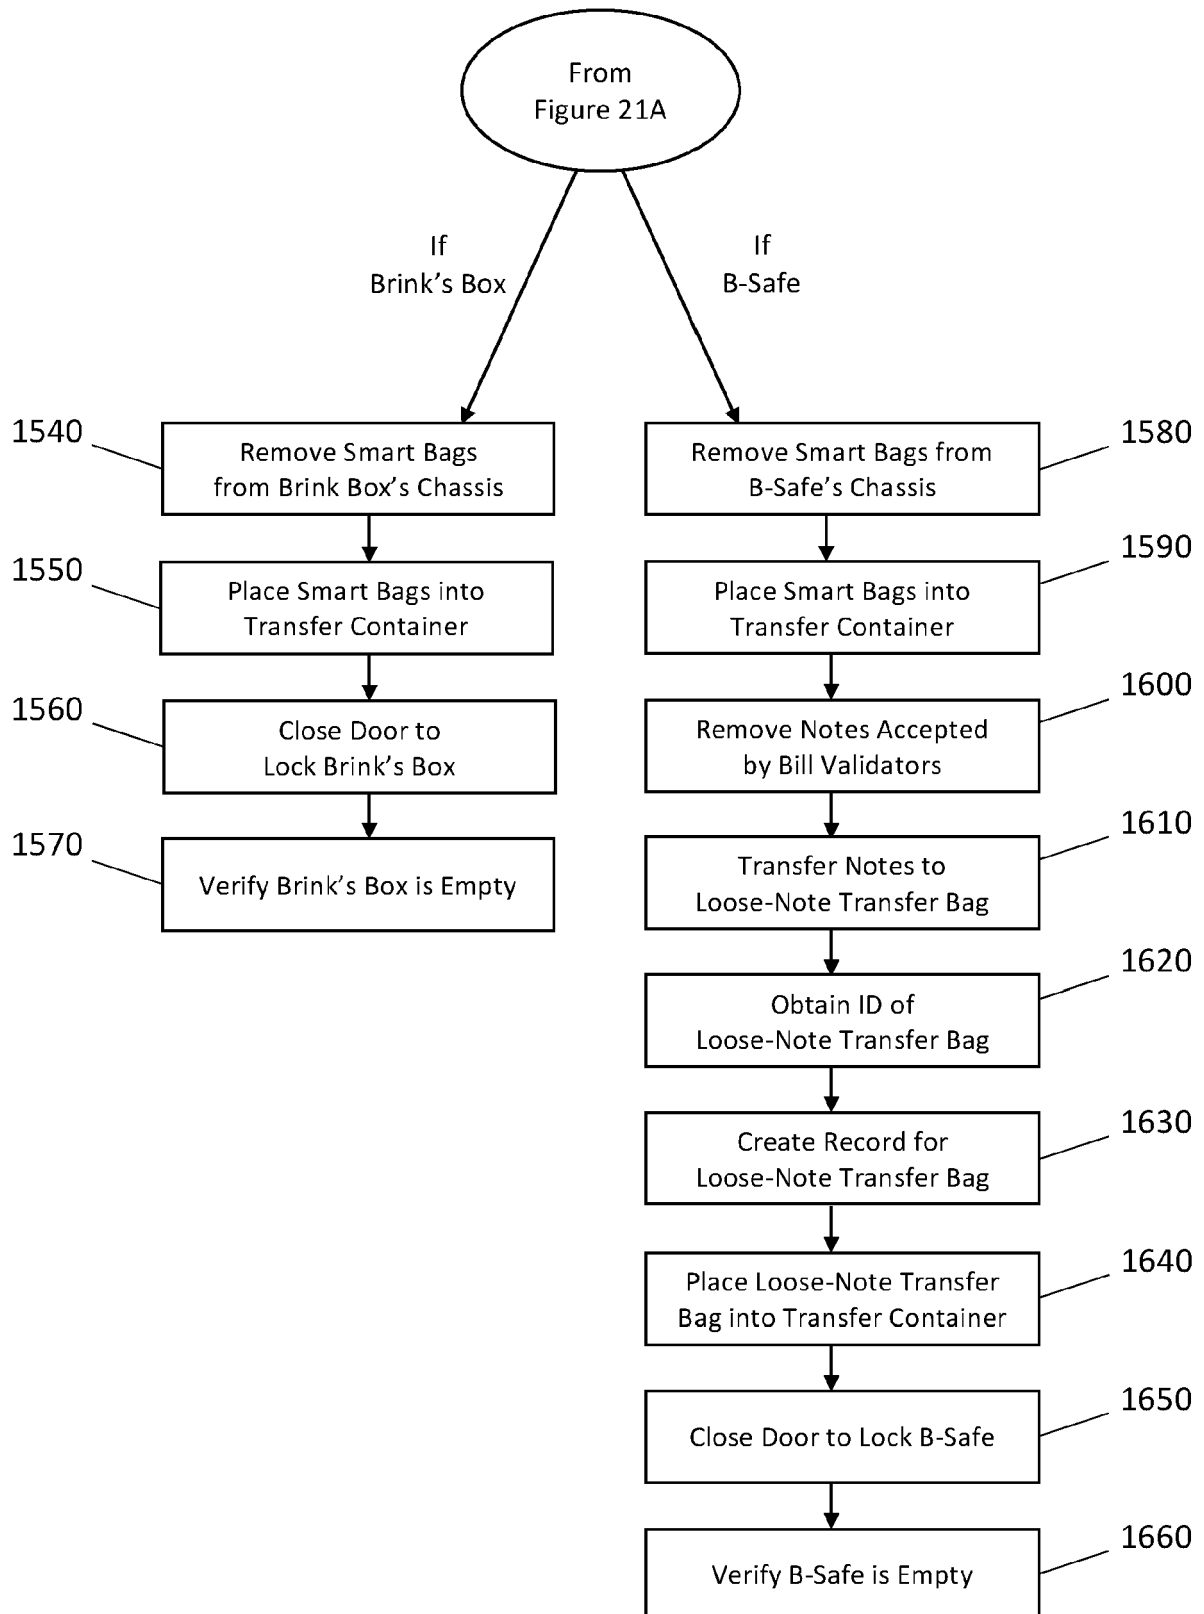 From
Figure 21A
If
Brink's Box
If
B-Safe
1540
Remove Smart Bags
from Brink Box's Chassis
1550
Place Smart Bags into
Transfer Container
1560
Close Door to
Lock Brink's Box
1570
Verify Brink's Box is Empty
1580
Remove Smart Bags from
B-Safe's Chassis
1590
Place Smart Bags into
Transfer Container
1600
Remove Notes Accepted
by Bill Validators
1610
Transfer Notes to
Loose-Note Transfer Bag
1620
Obtain ID of
Loose-Note Transfer Bag
1630
Create Record for
Loose-Note Transfer Bag
1640
Place Loose-Note Transfer
Bag into Transfer Container
1650
Close Door to Lock B-Safe
1660
Verify B-Safe is Empty